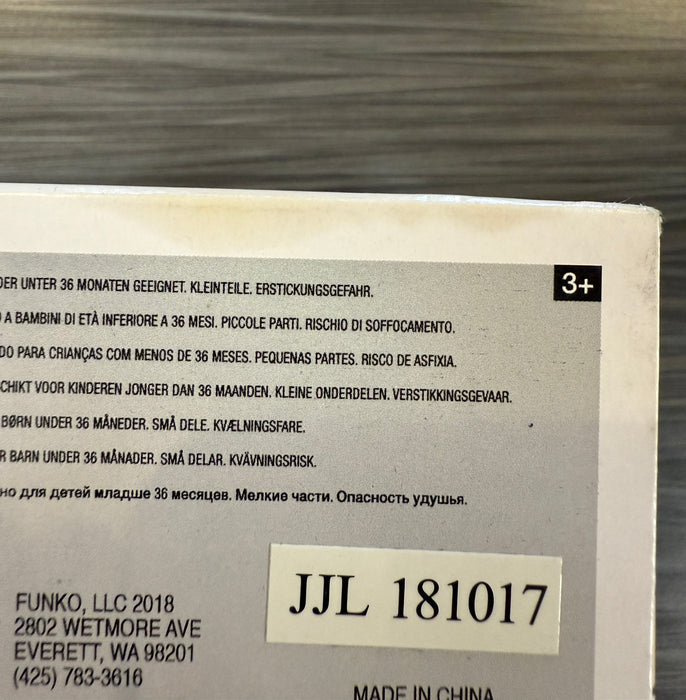 UNTER 36 MONATEN GEEIGNET. KLEINTEILE. ERSTICKUNGSGEFAHR.
3+
A BAMBINI DI ETÀ INFERIORE A 36 MESI. PICCOLE PARTI. RISCHIO DI SOFFOCAMENTO.
PARA CRIANÇAS COM MENOS DE 36 MESES. PEQUENAS PARTES. RISCO DE ASFIXIA.
VOOR KINDEREN JONGER DAN 36 MAANDEN. KLEINE ONDERDELEN. VERSTIKKINGSGEVAAR.
BØRN UNDER 36 MÅNEDER. SMÅ DELE. KVÆLNINGSFARE.
BARN UNDER 36 MÅNADER. SMÅ DELAR. KVÄVNINGSRISK.
для детей младше 36 месяцев. Мелкие части. Опасность удушья.
JJL 181017
FUNKO, LLC 2018
2802 WETMORE AVE
EVERETT, WA 98201
(425) 783-3616
MADE IN CHINA